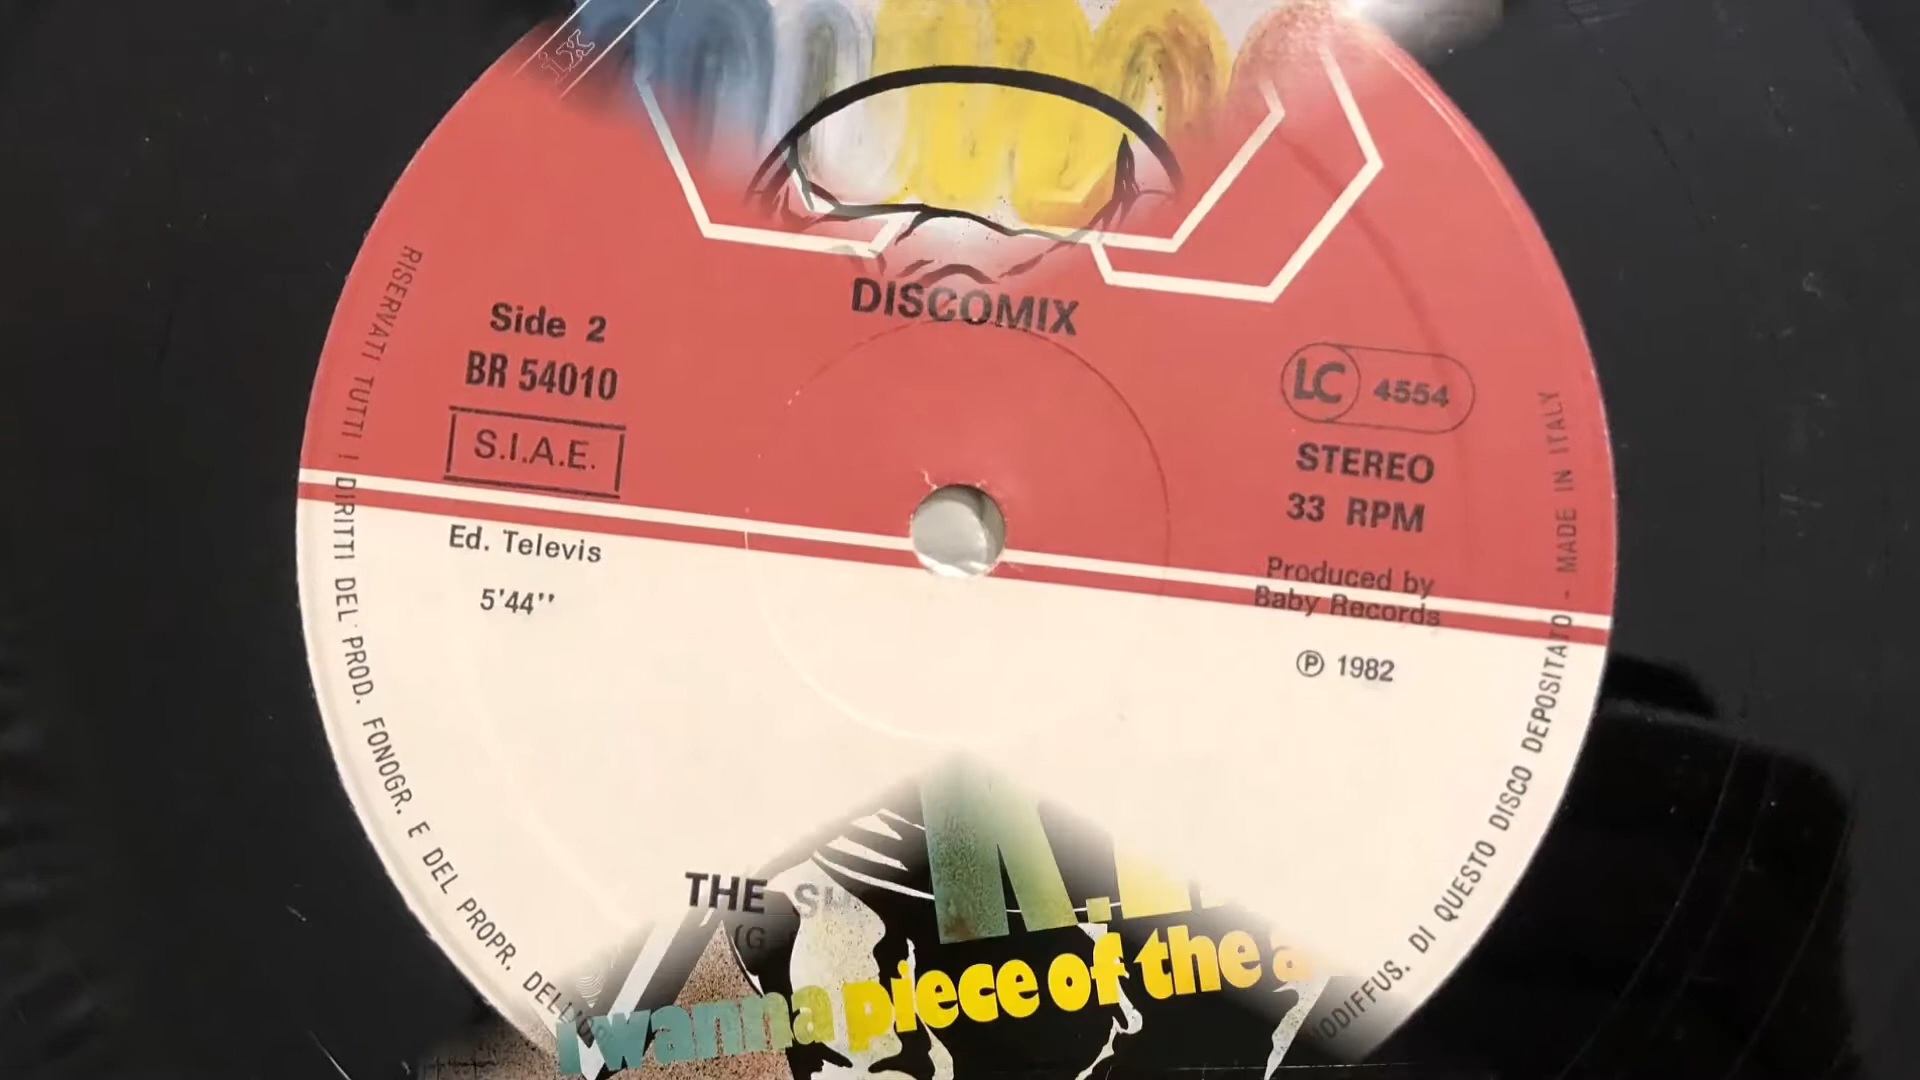 ix
DISCOMIX
Side 2
BR 54010
S.I.A.E.
LC 4554
STEREO
33 RPM
Ed. Televis
5'44''
Produced by
Baby Records
Ⓟ 1982
THE
(G
i wanna piece of the a
RISERVATI TUTTI I DIRITTI DEL PROD. FONOGR. E DEL PROPR. DELL'
DI QUESTO DISCO DEPOSITATO - MADE IN ITALY